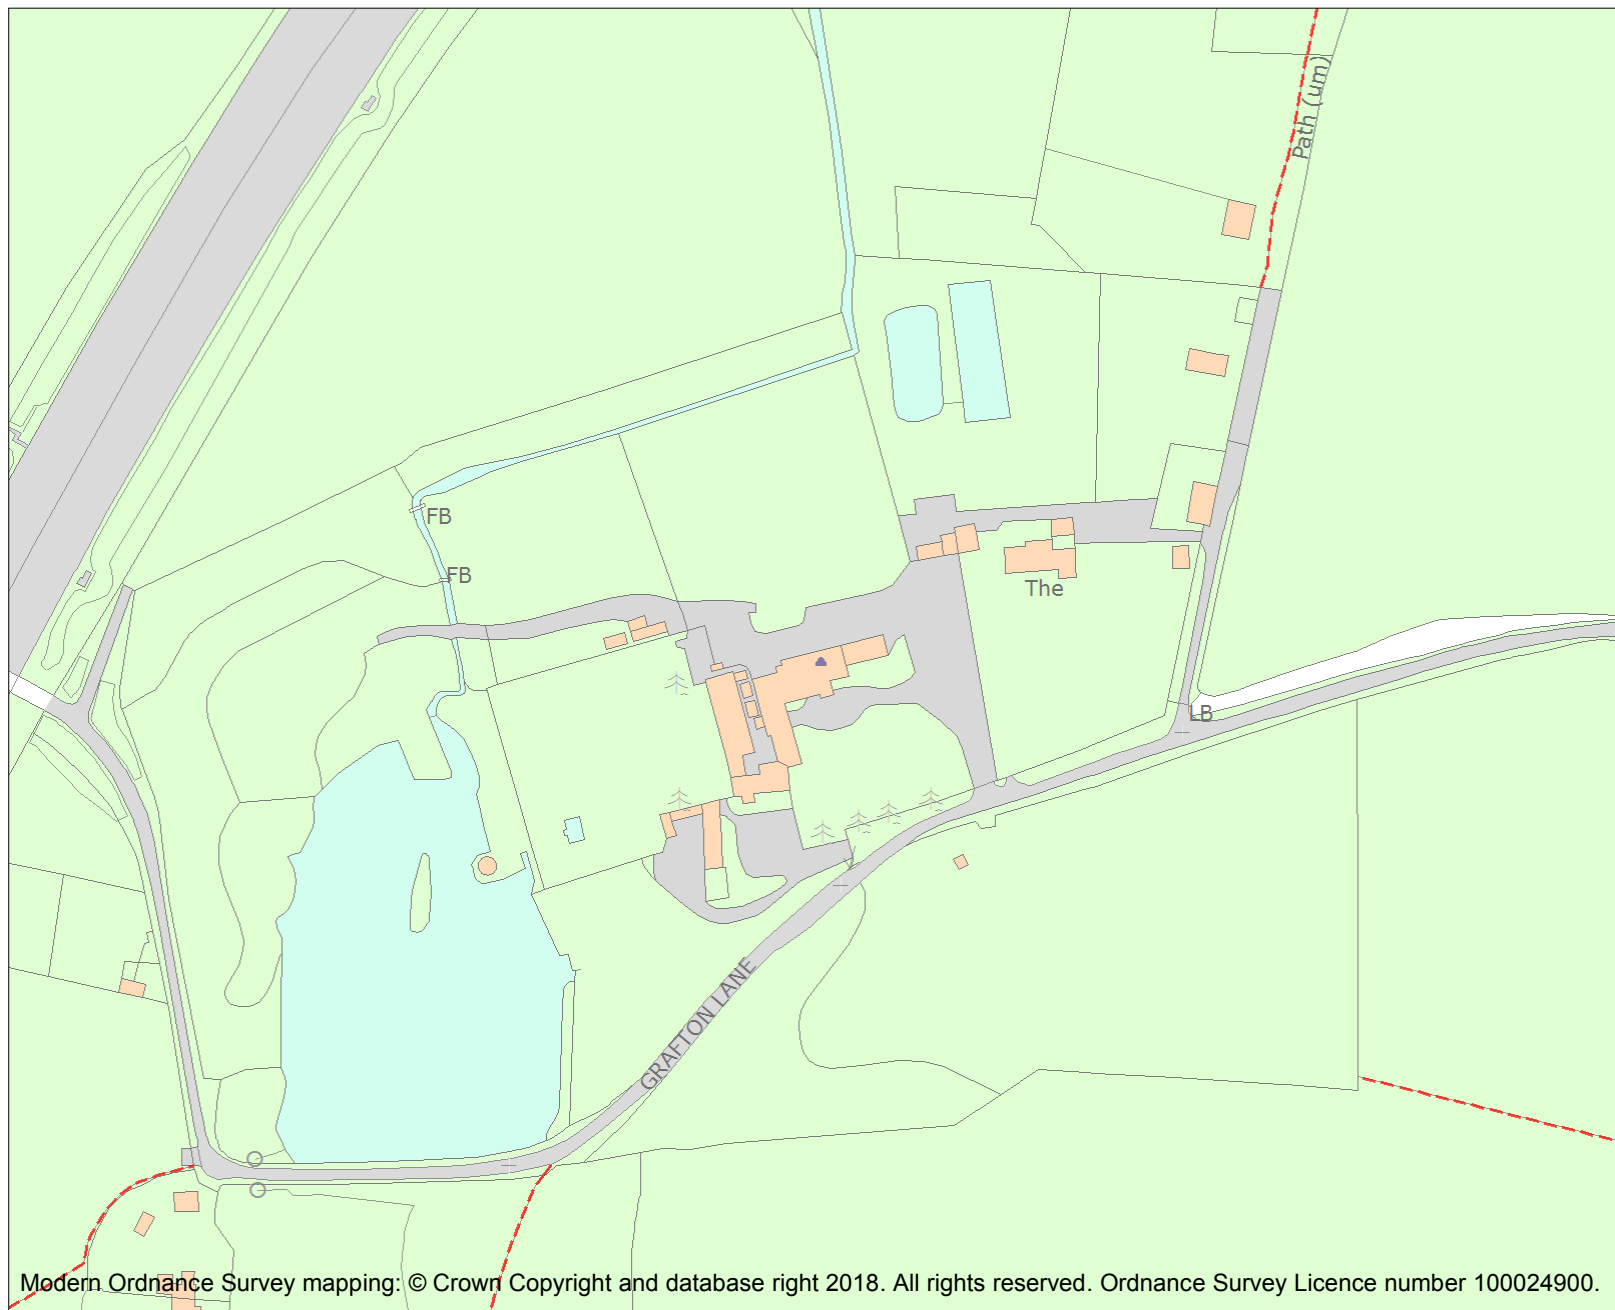 Path (um)
FB
FB
The
LB
GRAFTON LANE
Modern Ordnance Survey mapping: © Crown Copyright and database right 2018. All rights reserved. Ordnance Survey Licence number 100024900.